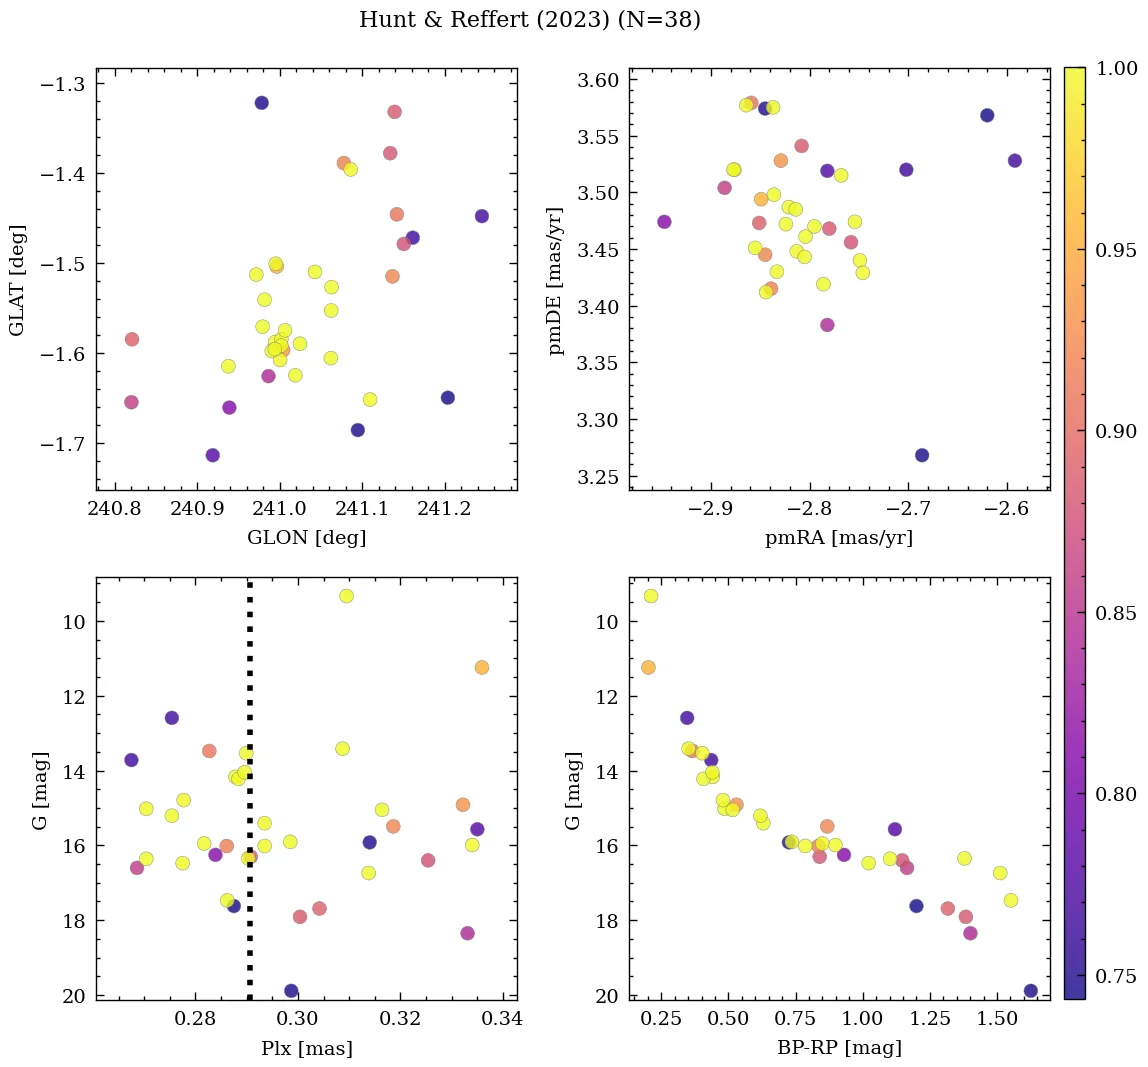 Hunt & Reffert (2023) (N=38)
GLAT [deg]
−1.3
−1.4
−1.5
−1.6
−1.7
240.8 240.9 241.0 241.1 241.2
GLON [deg]
pmDE [mas/yr]
3.60
3.55
3.50
3.45
3.40
3.35
3.30
3.25
−2.9 −2.8 −2.7 −2.6
pmRA [mas/yr]
1.00
0.95
0.90
0.85
0.80
0.75
G [mag]
10
12
14
16
18
20
0.28 0.30 0.32 0.34
Plx [mas]
G [mag]
10
12
14
16
18
20
0.25 0.50 0.75 1.00 1.25 1.50
BP-RP [mag]